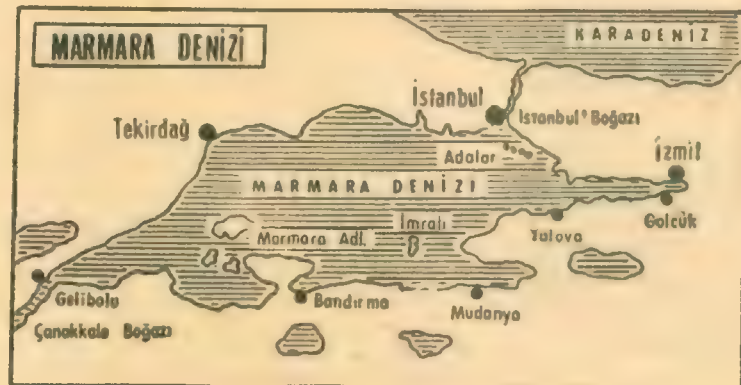 MARMARA DENİZİ
KARADENİZ
İstanbul
İstanbul Boğazı
Tekirdağ
Adalar
İzmit
MARMARA DENİZİ
Gölcük
İmralı
Marmara Adl.
Yalova
Gelibolu
Bandırma
Mudanya
Çanakkale Boğazı